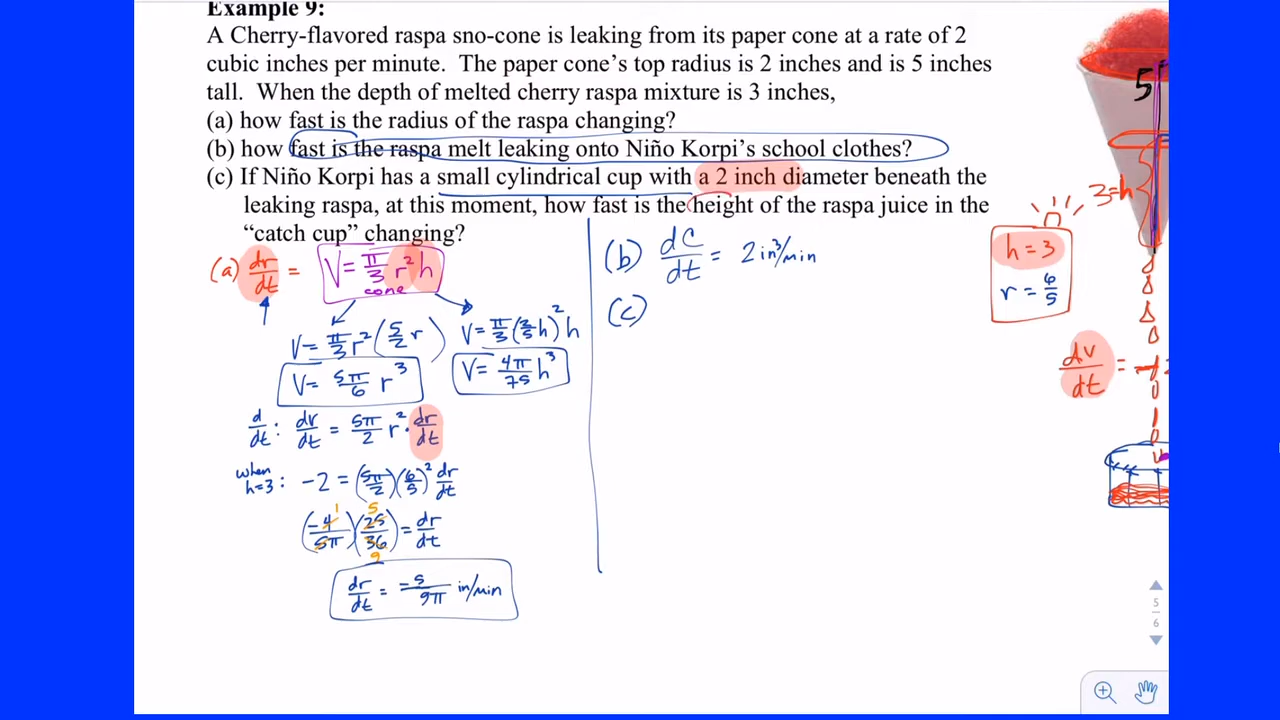 Example 9:
A Cherry-flavored raspa sno-cone is leaking from its paper cone at a rate of 2
cubic inches per minute. The paper cone’s top radius is 2 inches and is 5 inches
tall. When the depth of melted cherry raspa mixture is 3 inches,
(a) how fast is the radius of the raspa changing?
(b) how fast is the raspa melt leaking onto Niño Korpi’s school clothes?
(c) If Niño Korpi has a small cylindrical cup with a 2 inch diameter beneath the
leaking raspa, at this moment, how fast is the height of the raspa juice in the
“catch cup” changing?
(a) dr/dt =
V = π/3 r² h
cone
V = π/3 r² (5/2 r)
V = π/3 (2/5 h)² h
V = 5π/6 r³
V = 4π/75 h³
d/dt: dv/dt = 5π/2 r² · dr/dt
when h=3: -2 = (5π/2)(6/5)² dr/dt
(-4/5π)(25/36) = dr/dt
1 5 9
dr/dt = -5/9π in/min
(b) dC/dt = 2 in³/min
(c)
5
3=h
h = 3
r = 6/5
dv/dt =
5
6